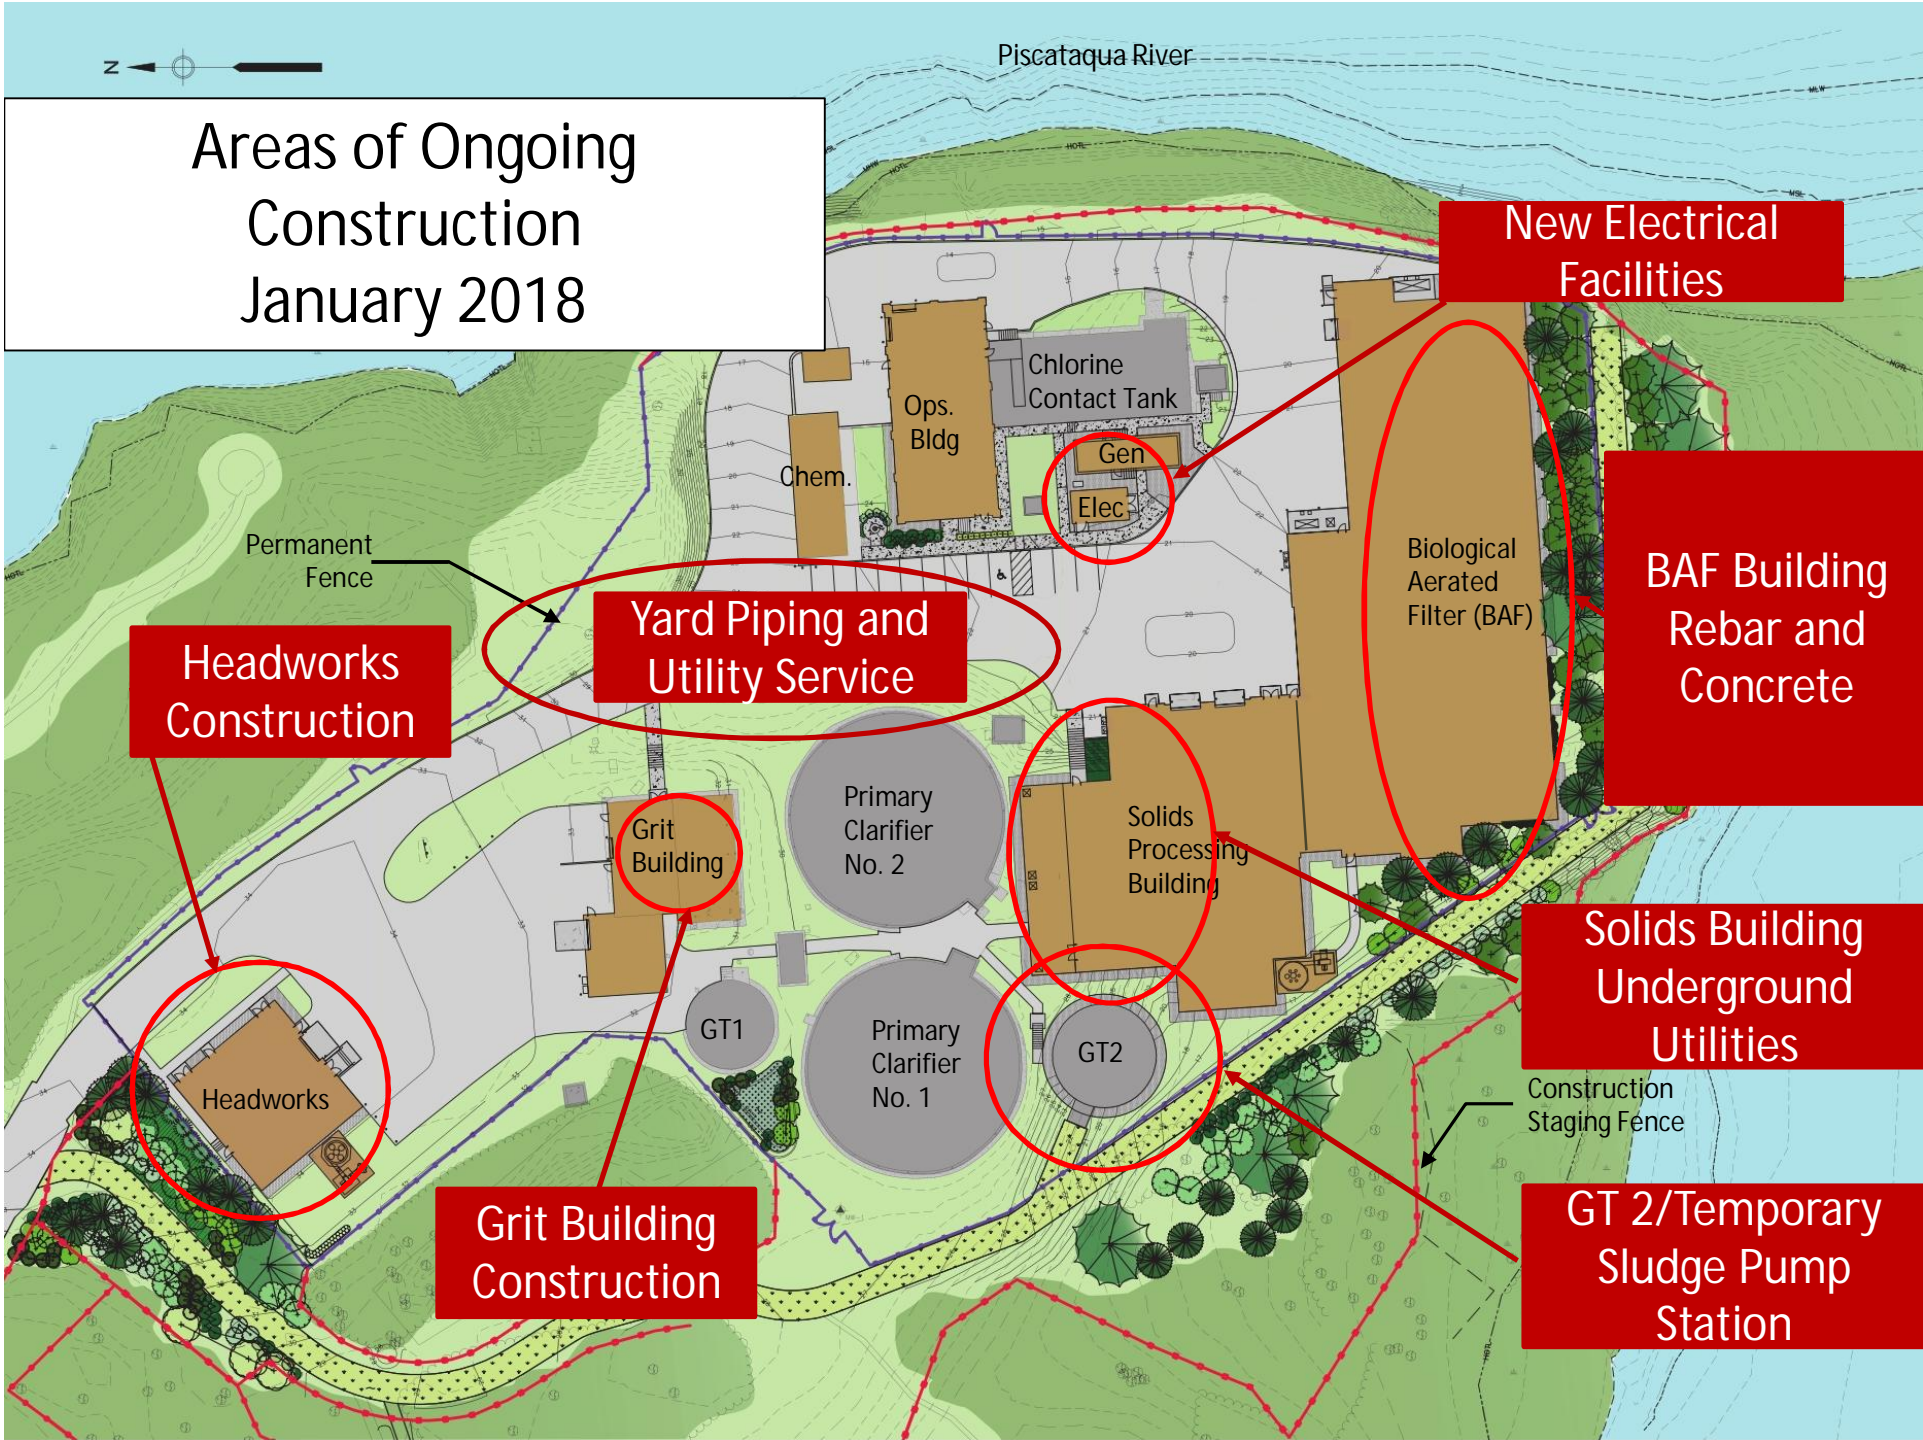 N
Piscataqua River
Areas of Ongoing
Construction
January 2018
New Electrical
Facilities
Chlorine
Contact Tank
Ops.
Bldg
Gen
Elec
Chem.
Permanent
Fence
Biological
Aerated
Filter (BAF)
BAF Building
Rebar and
Concrete
Yard Piping and
Utility Service
Headworks
Construction
Primary
Clarifier
No. 2
Grit
Building
Solids
Processing
Building
Solids Building
Underground
Utilities
GT1
Primary
Clarifier
No. 1
GT2
Headworks
Construction
Staging Fence
Grit Building
Construction
GT 2/Temporary
Sludge Pump
Station
MLW
MSL
HOTL